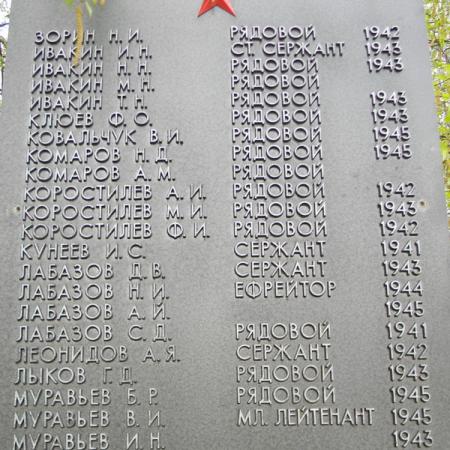 ЗОРИН Н.И. РЯДОВОЙ 1942
ИВАКИН И.Н. СТ. СЕРЖАНТ 1943
ИВАКИН Н.Н. РЯДОВОЙ 1943
ИВАКИН М.Н. РЯДОВОЙ
ИВАКИН Т.Н. РЯДОВОЙ 1943
КЛЮЕВ Ф.О. РЯДОВОЙ 1943
КОВАЛЬЧУК В.И. РЯДОВОЙ 1945
КОМАРОВ Н.Д. РЯДОВОЙ 1945
КОМАРОВ А.М. РЯДОВОЙ
КОРОСТИЛЕВ А.И. РЯДОВОЙ 1942
КОРОСТИЛЕВ М.И. РЯДОВОЙ 1943
КОРОСТИЛЕВ Ф.И. РЯДОВОЙ 1942
КУНЕЕВ И.С. СЕРЖАНТ 1941
ЛАБАЗОВ Д.В. СЕРЖАНТ 1943
ЛАБАЗОВ Н.И. ЕФРЕЙТОР 1944
ЛАБАЗОВ А.И. 1945
ЛАБАЗОВ С.Д. РЯДОВОЙ 1941
ЛЕОНИДОВ А.Я. СЕРЖАНТ 1942
ЛЫКОВ Г.Д. РЯДОВОЙ 1943
МУРАВЬЕВ Б.Р. РЯДОВОЙ 1945
МУРАВЬЕВ В.И. МЛ. ЛЕЙТЕНАНТ 1945
МУРАВЬЕВ И.Н. 1943